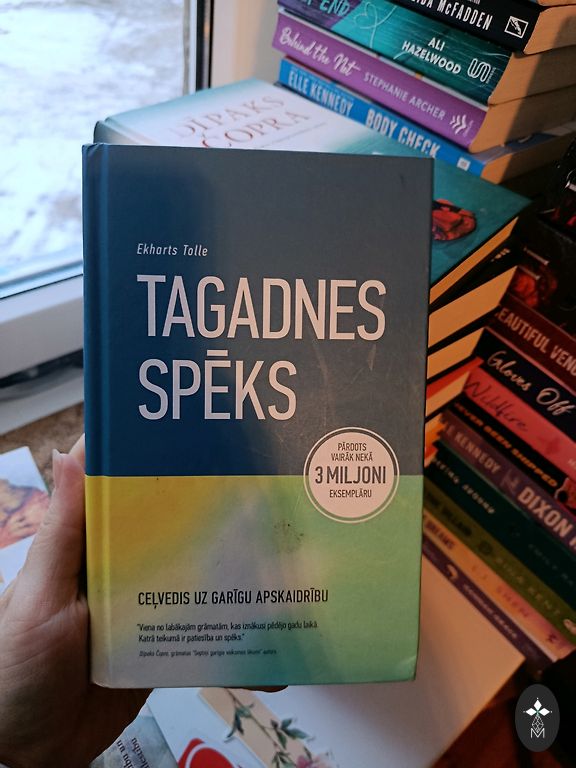 McFADDEN
ALI
HAZELWOOD
Behind the Net
STEPHANIE ARCHER
ELLE KENNEDY
BODY CHECK
DĪPAKS
ČOPRA
Ekharts Tolle
TAGADNES
SPĒKS
PĀRDOTS
VAIRĀK NEKĀ
3 MILJONI
EKSEMPLĀRU
CEĻVEDIS UZ GARĪGU APSKAIDRĪBU
"Viena no labākajām grāmatām, kas iznākusi pēdējo gadu laikā.
Katrā teikumā ir patiesība un spēks."
Dīpaks Čopra, grāmatas "Septiņi garīgie veiksmes likumi" autors
Gloves Off
Wildfire
KENNEDY
DIXON